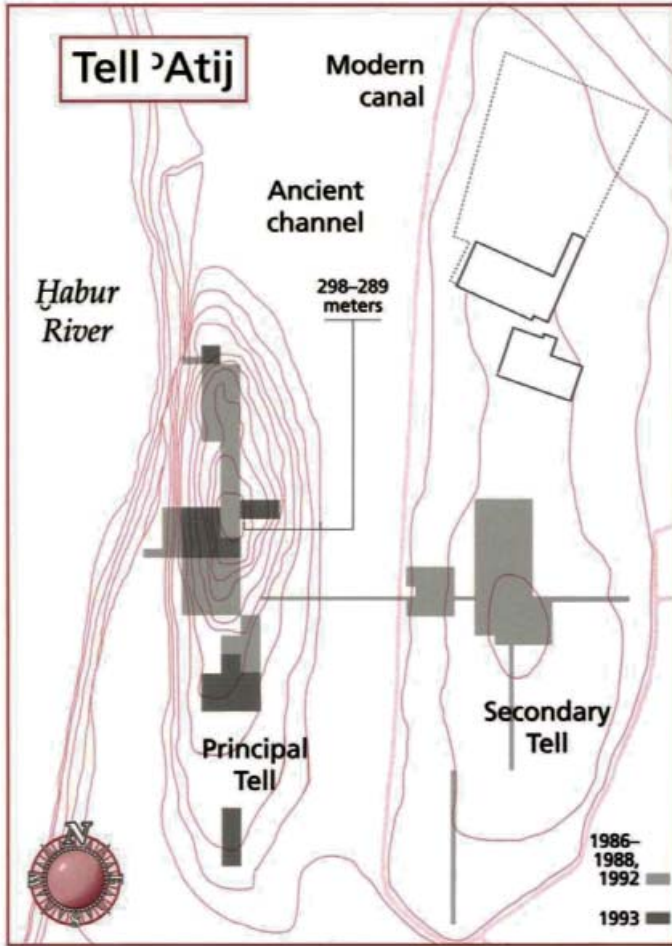 Tell ʾAtij
Modern
canal
Ancient
channel
298–289
meters
Ḫabur
River
Principal
Tell
Secondary
Tell
N
W
E
S
1986–
1988,
1992
1993